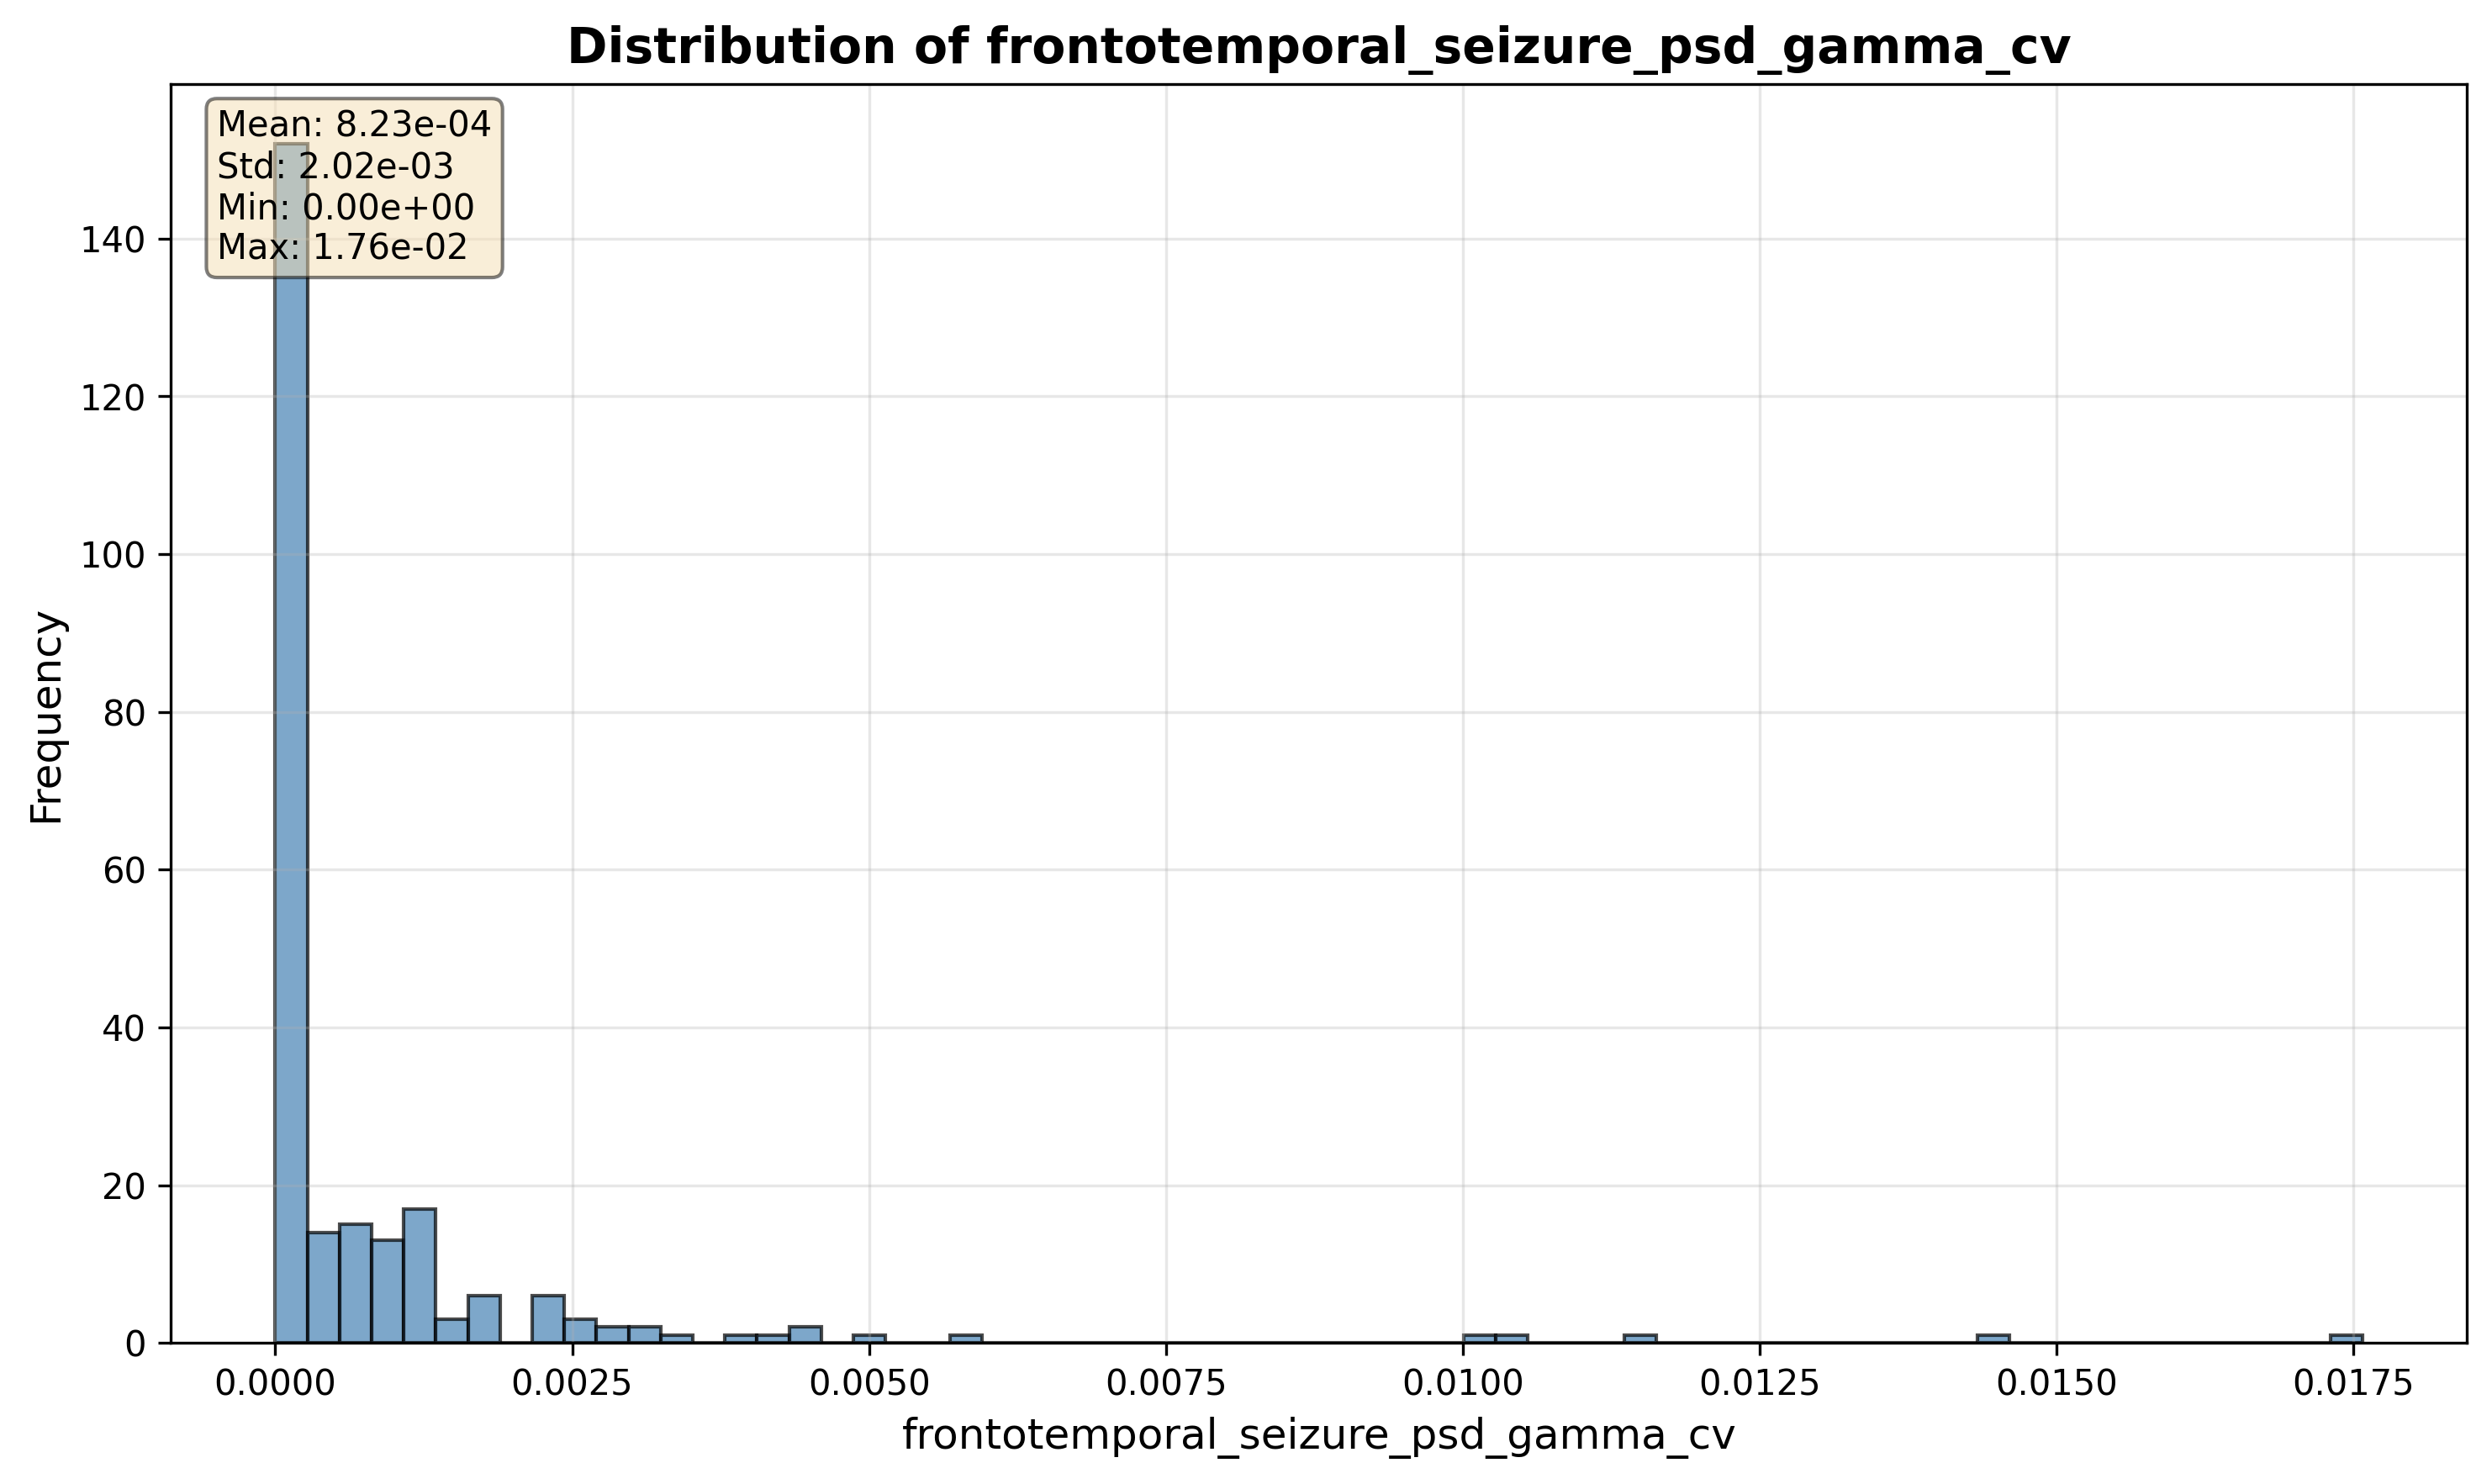 Distribution of frontotemporal_seizure_psd_gamma_cv
Mean: 8.23e-04
Std: 2.02e-03
Min: 0.00e+00
Max: 1.76e-02
Frequency
140
120
100
80
60
40
20
0
0.0000 0.0025 0.0050 0.0075 0.0100 0.0125 0.0150 0.0175
frontotemporal_seizure_psd_gamma_cv